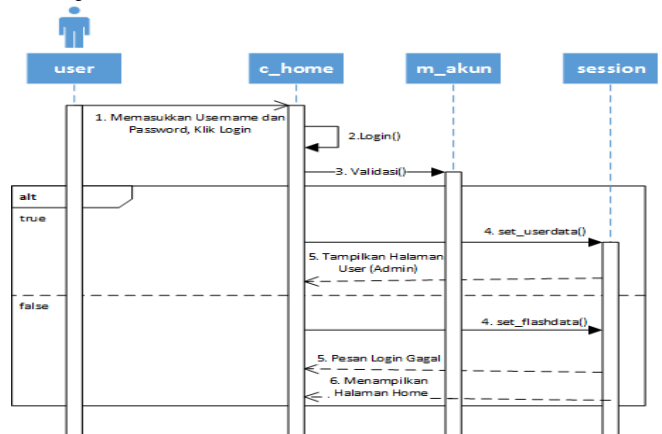 user
c_home
m_akun
session
1. Memasukkan Username dan
Password, Klik Login
2.Login()
3. Validasi()
alt
true
4. set_userdata()
5. Tampilkan Halaman
User (Admin)
false
4. set_flashdata()
5. Pesan Login Gagal
6. Menampilkan
Halaman Home